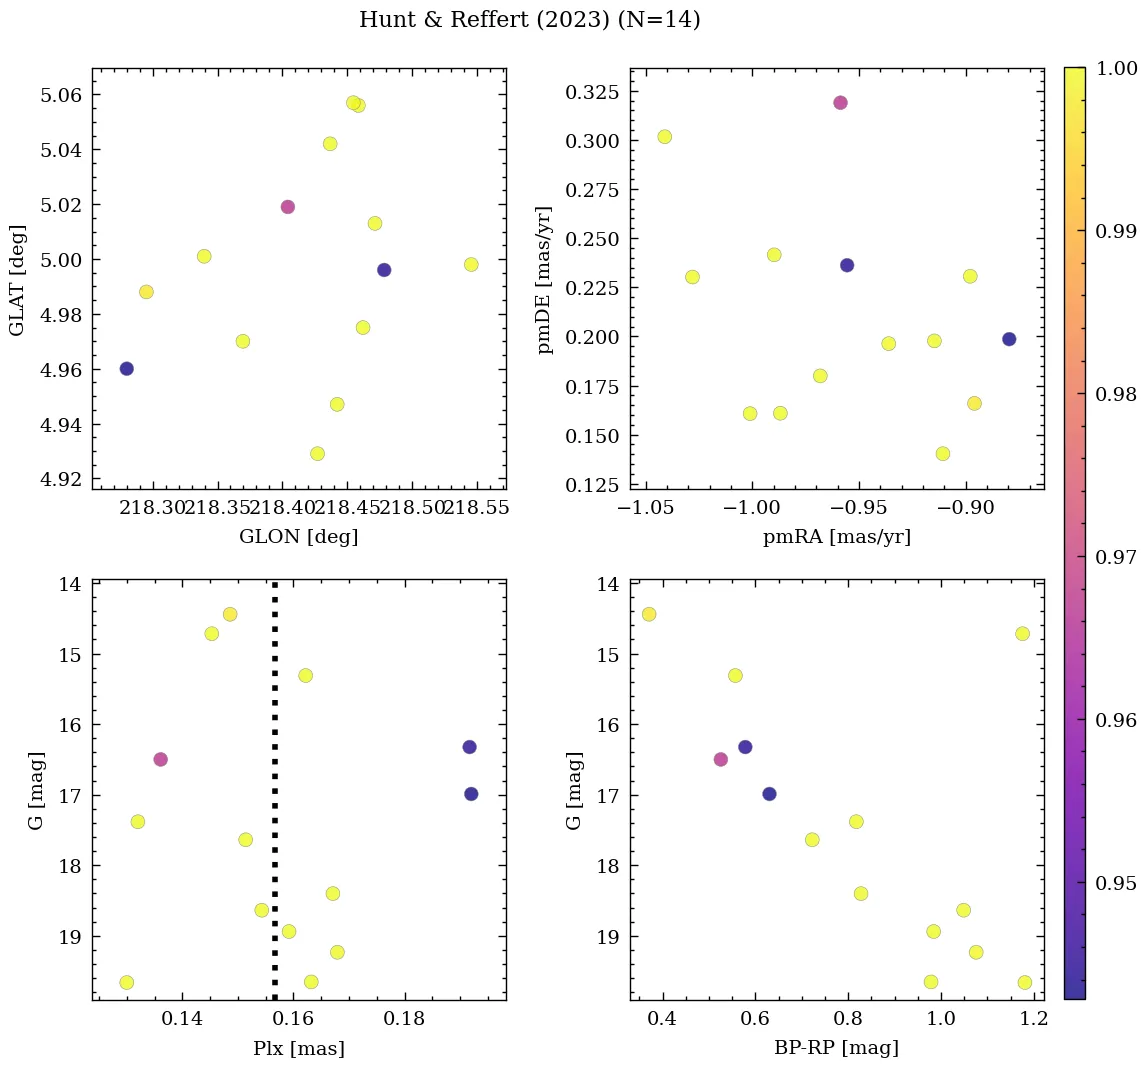 Hunt & Reffert (2023) (N=14)
5.06
5.04
5.02
5.00
4.98
4.96
4.94
4.92
GLAT [deg]
218.30 218.35 218.40 218.45 218.50 218.55
GLON [deg]
0.325
0.300
0.275
0.250
0.225
0.200
0.175
0.150
0.125
pmDE [mas/yr]
−1.05 −1.00 −0.95 −0.90
pmRA [mas/yr]
1.00
0.99
0.98
0.97
0.96
0.95
14
15
16
17
18
19
G [mag]
0.14 0.16 0.18
Plx [mas]
14
15
16
17
18
19
G [mag]
0.4 0.6 0.8 1.0 1.2
BP-RP [mag]